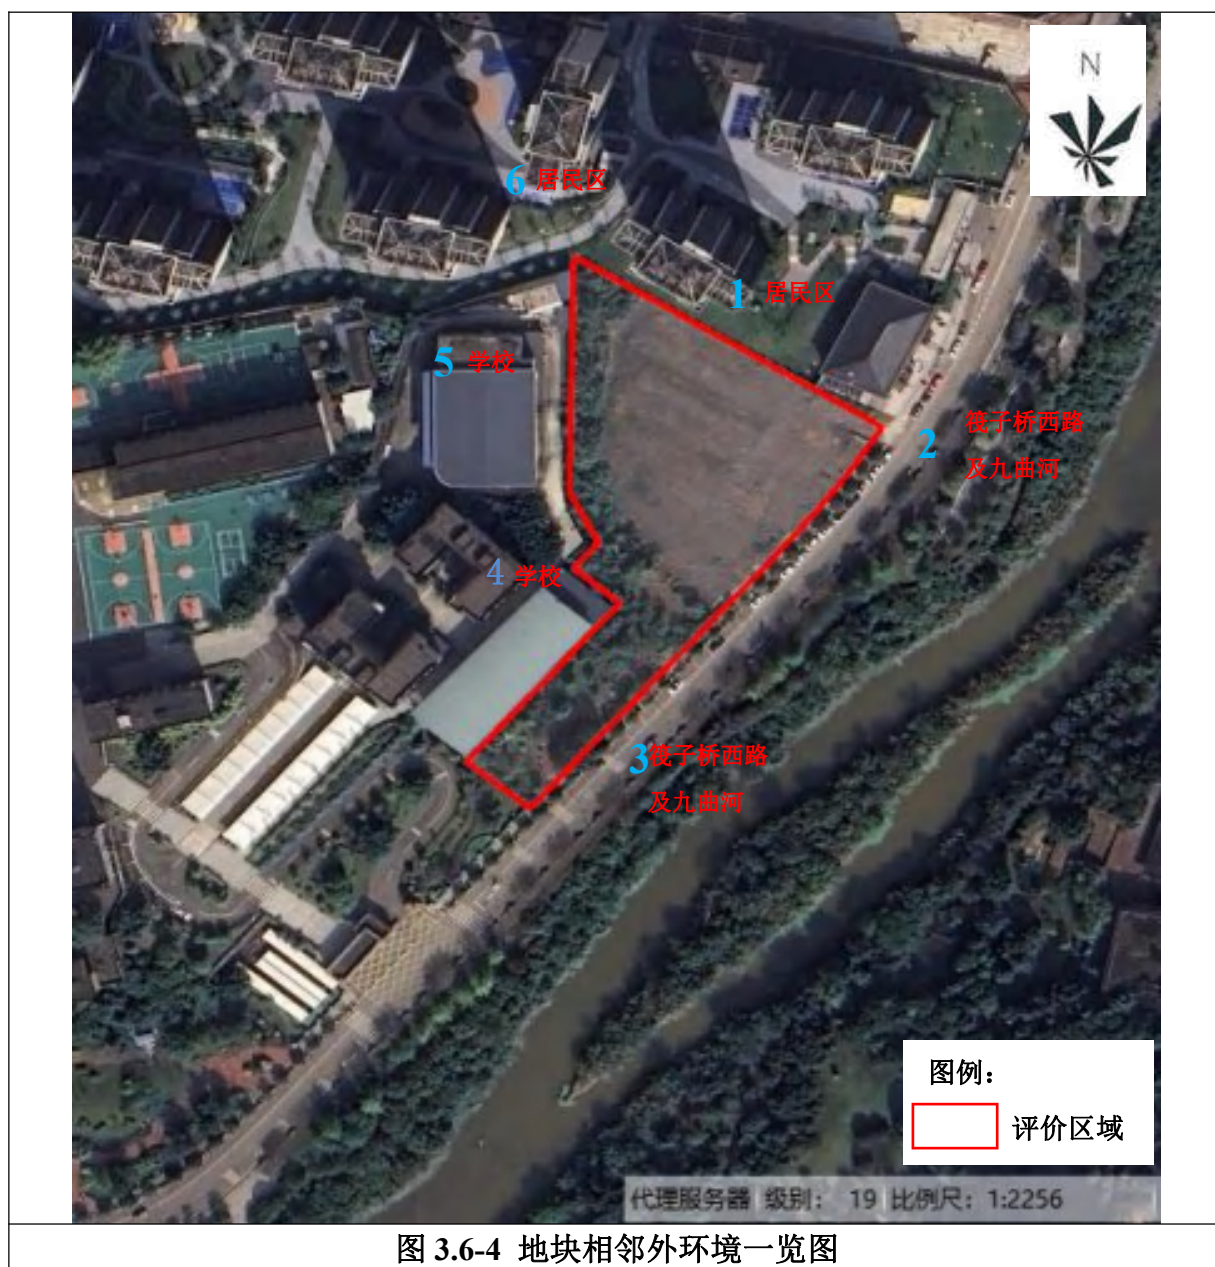 N
6 居民区
1 居民区
5 学校
2 筏子桥西路
及九曲河
4 学校
3 筏子桥西路
及九曲河
图例：
评价区域
代理服务器 级别： 19 比例尺： 1:2256
图 3.6-4 地块相邻外环境一览图